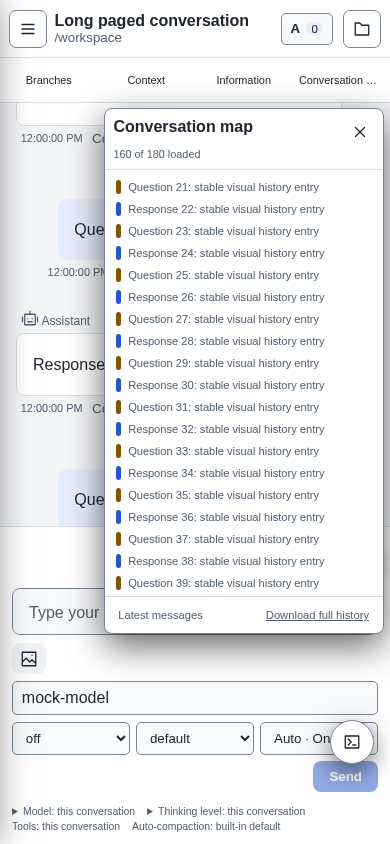 Long paged conversation
/workspace
A 0
Branches Context Information Conversation …
Conversation map
160 of 180 loaded
Question 21: stable visual history entry
Response 22: stable visual history entry
Question 23: stable visual history entry
Response 24: stable visual history entry
Question 25: stable visual history entry
Response 26: stable visual history entry
Question 27: stable visual history entry
Response 28: stable visual history entry
Question 29: stable visual history entry
Response 30: stable visual history entry
Question 31: stable visual history entry
Response 32: stable visual history entry
Question 33: stable visual history entry
Response 34: stable visual history entry
Question 35: stable visual history entry
Response 36: stable visual history entry
Question 37: stable visual history entry
Response 38: stable visual history entry
Question 39: stable visual history entry
Latest messages Download full history
12:00:00 PM
Que
12:00:00 PM
Assistant
Response
12:00:00 PM
Que
Type your
mock-model
off default Auto · On
Send
Model: this conversation Thinking level: this conversation
Tools: this conversation Auto-compaction: built-in default